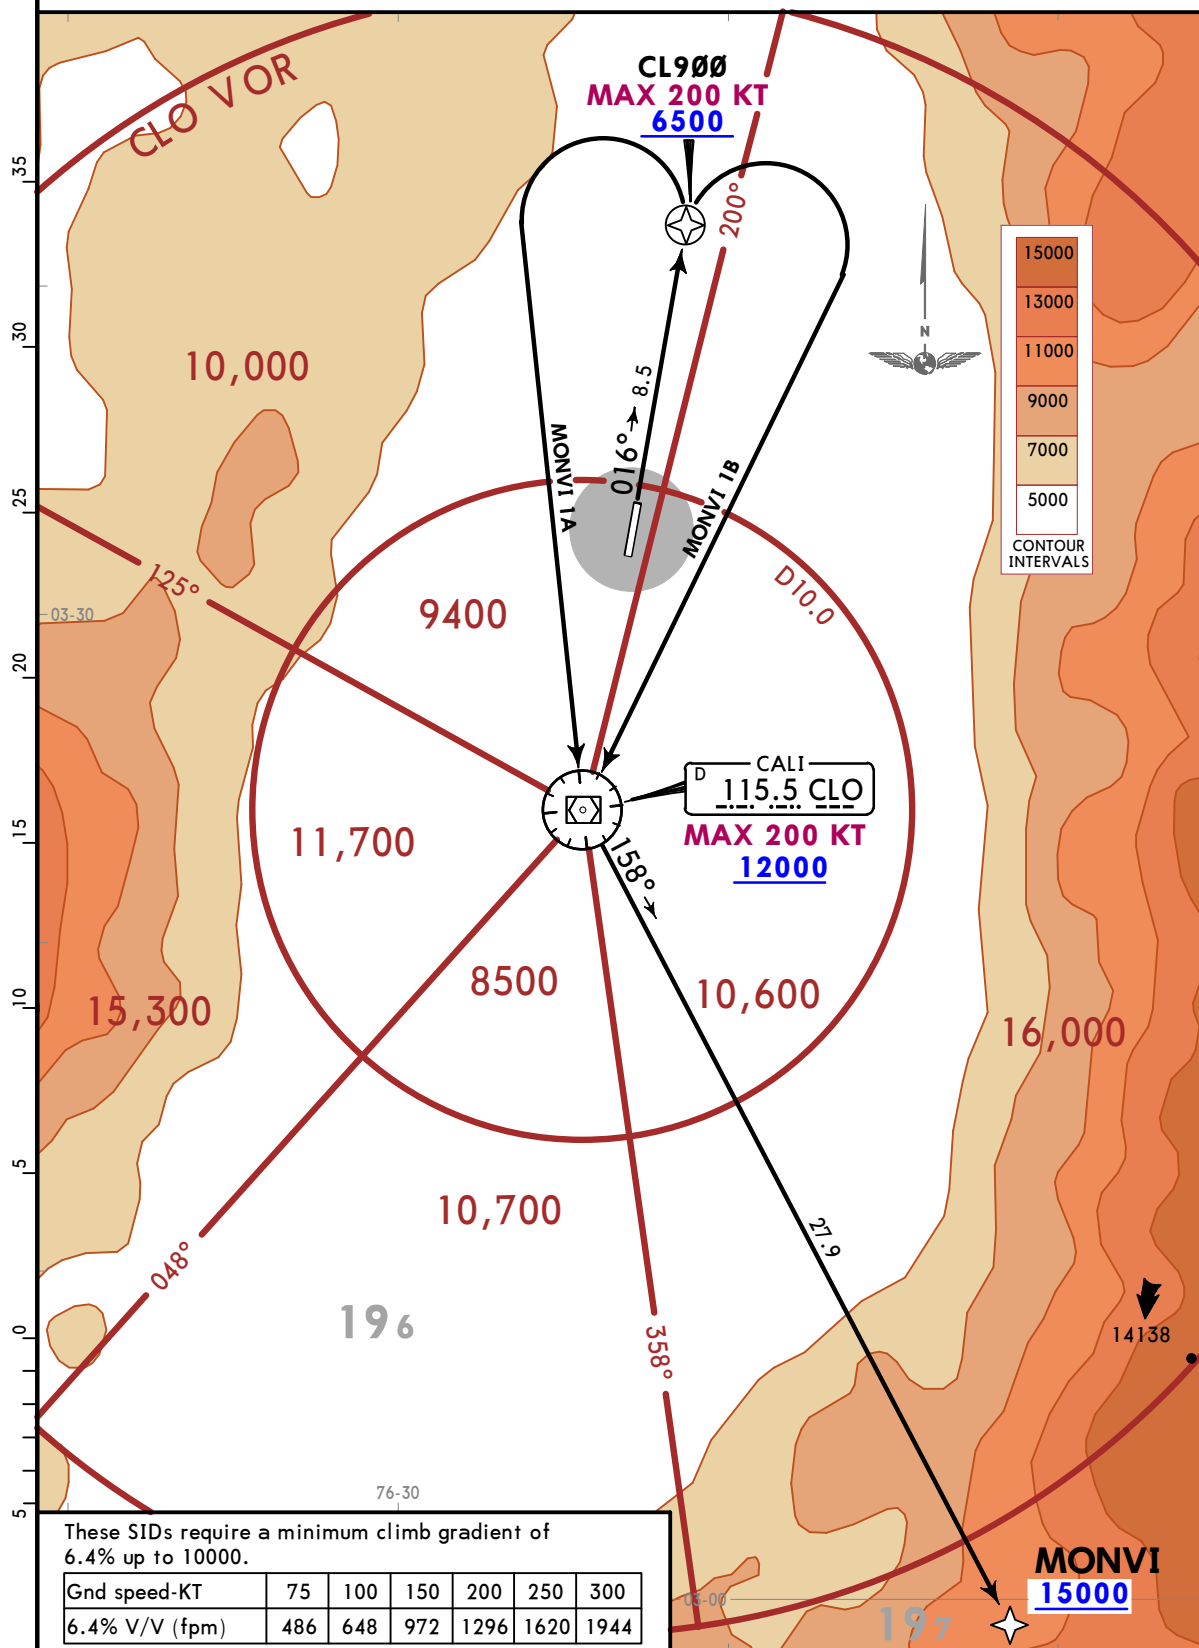 CLO VOR
CL900
MAX 200 KT
6500
35
200°
15000
13000
11000
9000
7000
5000
CONTOUR
INTERVALS
N
30
10,000
8.5
016°
MONVI 1A
MONVI 1B
25
125°
D10.0
03-30
9400
20
D
CALI
115.5 CLO
MAX 200 KT
12000
15
11,700
158°
8500
10,600
10
15,300
16,000
5
10,700
27.9
048°
196
0
358°
14138
76-30
5
These SIDs require a minimum climb gradient of
6.4% up to 10000.
Gnd speed-KT 75 100 150 200 250 300
6.4% V/V (fpm) 486 648 972 1296 1620 1944
MONVI
15000
03-00
197